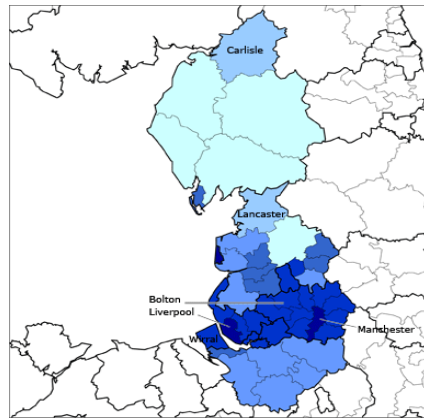 Carlisle
Lancaster
Bolton
Liverpool
Manchester
Wirral